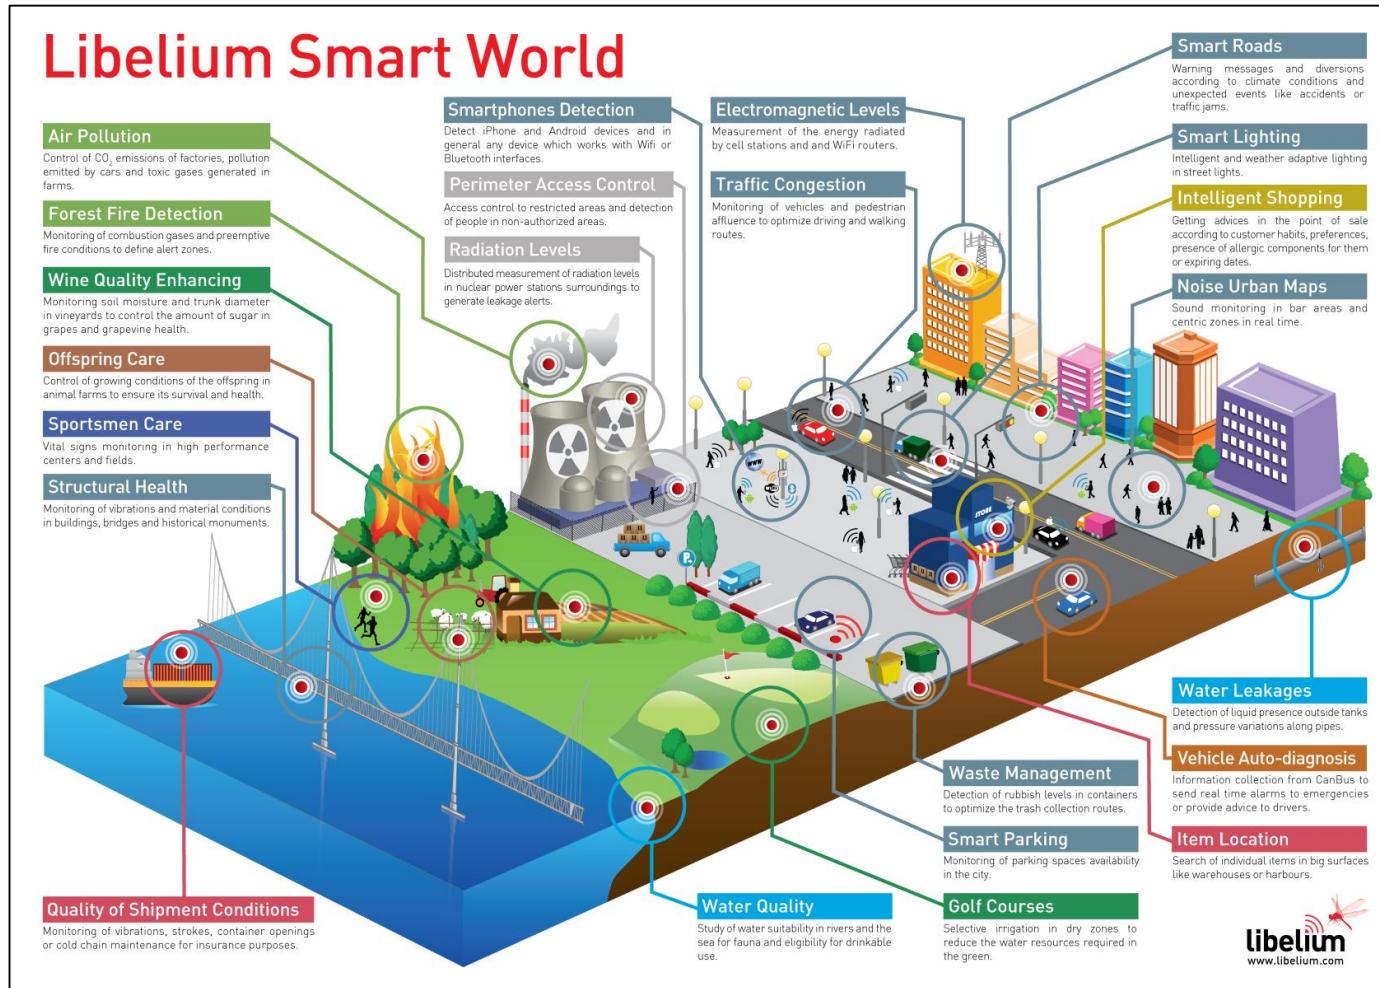 Libelium Smart World
Air Pollution
Control of CO₂ emissions of factories, pollution
emitted by cars and toxic gases generated in
farms.
Forest Fire Detection
Monitoring of combustion gases and preemptive
fire conditions to define alert zones.
Wine Quality Enhancing
Monitoring soil moisture and trunk diameter
in vineyards to control the amount of sugar in
grapes and grapevine health.
Offspring Care
Control of growing conditions of the offspring in
animal farms to ensure its survival and health.
Sportsmen Care
Vital signs monitoring in high performance
centers and fields.
Structural Health
Monitoring of vibrations and material conditions
in buildings, bridges and historical monuments.
Quality of Shipment Conditions
Monitoring of vibrations, strokes, container openings
or cold chain maintenance for insurance purposes.
Smartphones Detection
Detect iPhone and Android devices and in
general any device which works with Wifi or
Bluetooth interfaces.
Perimeter Access Control
Access control to restricted areas and detection
of people in non-authorized areas.
Radiation Levels
Distributed measurement of radiation levels
in nuclear power stations surroundings to
generate leakage alerts.
Electromagnetic Levels
Measurement of the energy radiated
by cell stations and and WiFi routers.
Traffic Congestion
Monitoring of vehicles and pedestrian
affluence to optimize driving and walking
routes.
Smart Roads
Warning messages and diversions
according to climate conditions and
unexpected events like accidents or
traffic jams.
Smart Lighting
Intelligent and weather adaptive lighting
in street lights.
Intelligent Shopping
Getting advices in the point of sale
according to customer habits, preferences,
presence of allergic components for them
or expiring dates.
Noise Urban Maps
Sound monitoring in bar areas and
centric zones in real time.
www
STORE
P
Water Leakages
Detection of liquid presence outside tanks
and pressure variations along pipes.
Vehicle Auto-diagnosis
Information collection from CanBus to
send real time alarms to emergencies
or provide advice to drivers.
Item Location
Search of individual items in big surfaces
like warehouses or harbours.
Waste Management
Detection of rubbish levels in containers
to optimize the trash collection routes.
Smart Parking
Monitoring of parking spaces availability
in the city.
Golf Courses
Selective irrigation in dry zones to
reduce the water resources required in
the green.
Water Quality
Study of water suitability in rivers and the
sea for fauna and eligibility for drinkable
use.
libelium
www.libelium.com